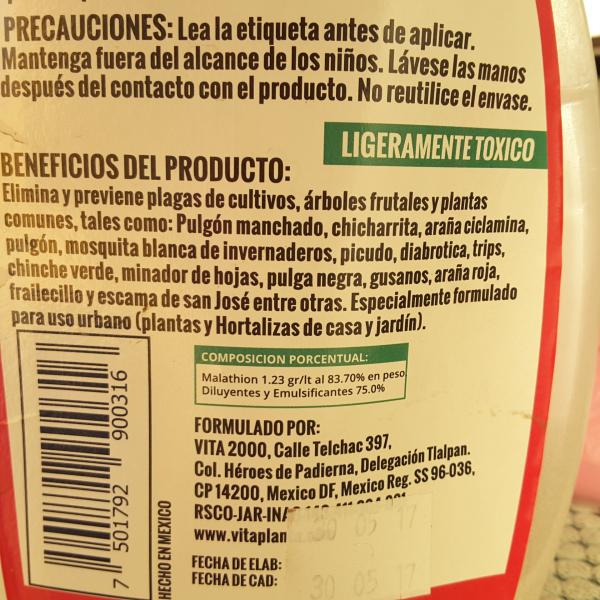 PRECAUCIONES: Lea la etiqueta antes de aplicar.
Mantenga fuera del alcance de los niños. Lávese las manos
después del contacto con el producto. No reutilice el envase.
LIGERAMENTE TOXICO
BENEFICIOS DEL PRODUCTO:
Elimina y previene plagas de cultivos, árboles frutales y plantas
comunes, tales como: Pulgón manchado, chicharrita, araña ciclamina,
pulgón, mosquita blanca de invernaderos, picudo, diabrotica, trips,
chinche verde, minador de hojas, pulga negra, gusanos, araña roja,
frailecillo y escama de san José entre otras. Especialmente formulado
para uso urbano (plantas y Hortalizas de casa y jardín).
COMPOSICION PORCENTUAL:
Malathion 1.23 gr/lt al 83.70% en peso
Diluyentes y Emulsificantes 75.0%
FORMULADO POR:
VITA 2000, Calle Telchac 397,
Col. Héroes de Padierna, Delegación Tlalpan.
CP 14200, Mexico DF, Mexico Reg. SS 96-036,
RSCO-JAR-INA
www.vitaplan
FECHA DE ELAB: 30 05 17
FECHA DE CAD: 30 05 17
HECHO EN MEXICO
7 501792 900316